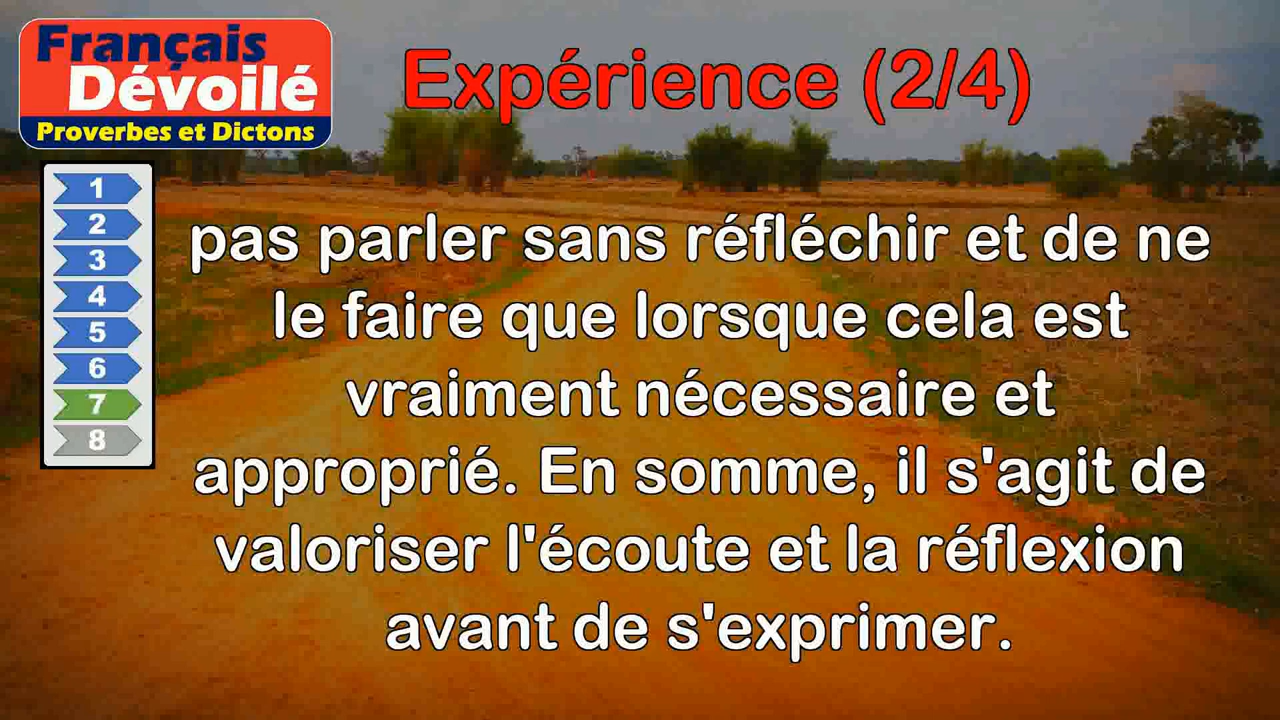 Français
Dévoilé
Proverbes et Dictons
Expérience (2/4)
1
2
3
4
5
6
7
8
pas parler sans réfléchir et de ne
le faire que lorsque cela est
vraiment nécessaire et
approprié. En somme, il s'agit de
valoriser l'écoute et la réflexion
avant de s'exprimer.